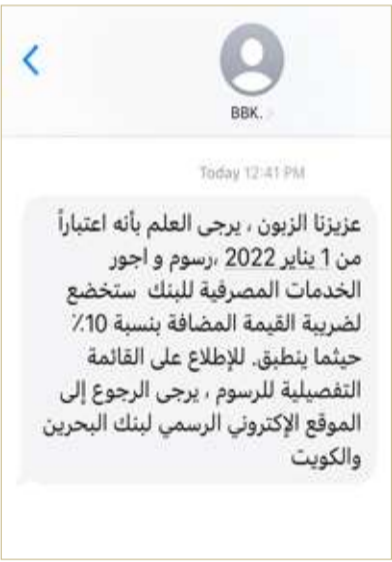 BBK.
Today 12:41 PM
عزيزنا الزبون ، يرجى العلم بأنه اعتباراً
من 1 يناير 2022 ،رسوم و اجور
الخدمات المصرفية للبنك ستخضع
لضريبة القيمة المضافة بنسبة 10٪
حيثما ينطبق. للإطلاع على القائمة
التفصيلية للرسوم ، يرجى الرجوع إلى
الموقع الإكتروني الرسمي لبنك البحرين
والكويت